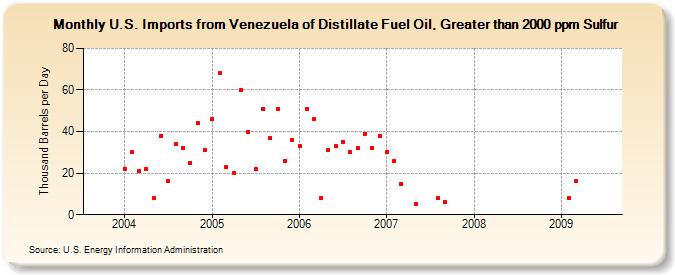 Monthly U.S. Imports from Venezuela of Distillate Fuel Oil, Greater than 2000 ppm Sulfur
Thousand Barrels per Day
80
60
40
20
0
2004 2005 2006 2007 2008 2009
Source: U.S. Energy Information Administration